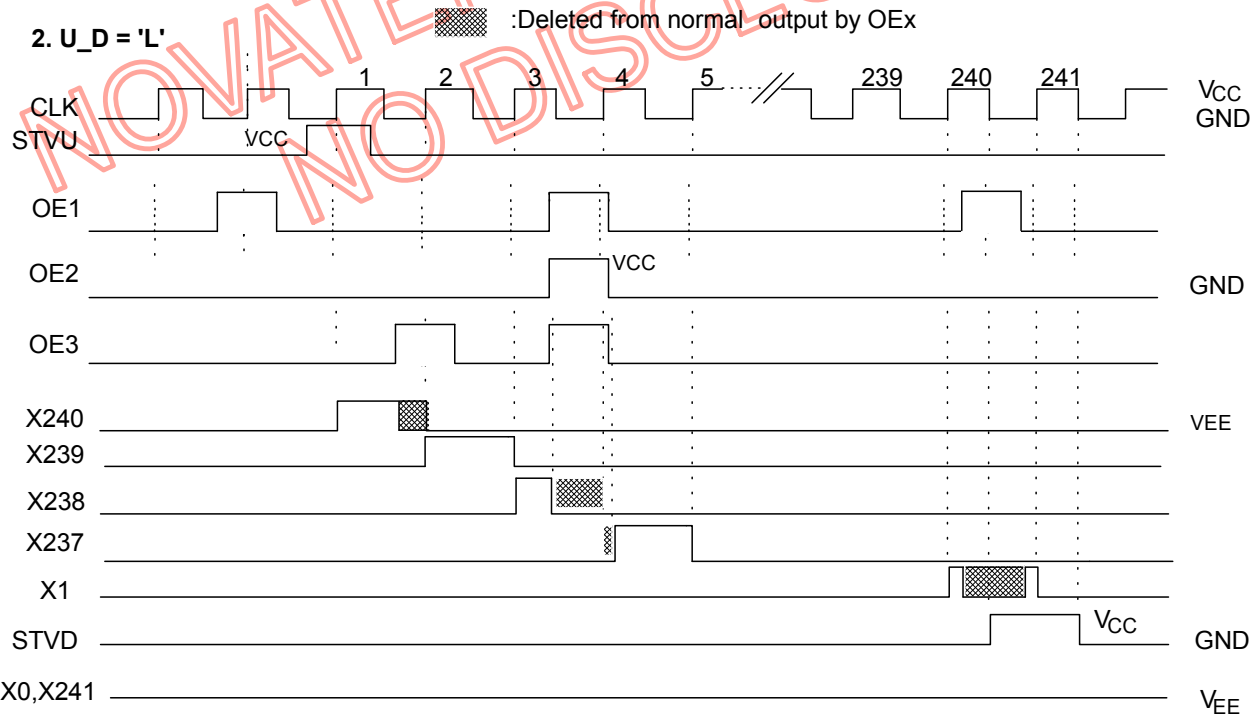 :Deleted from normal output by OEx
2. U_D = 'L'
1 2 3 4 5 239 240 241
CLK VCC
GND
STVU VCC
OE1
OE2 VCC GND
OE3
X240 VEE
X239
X238
X237
X1
STVD VCC GND
X0,X241 VEE
NO DISCLO